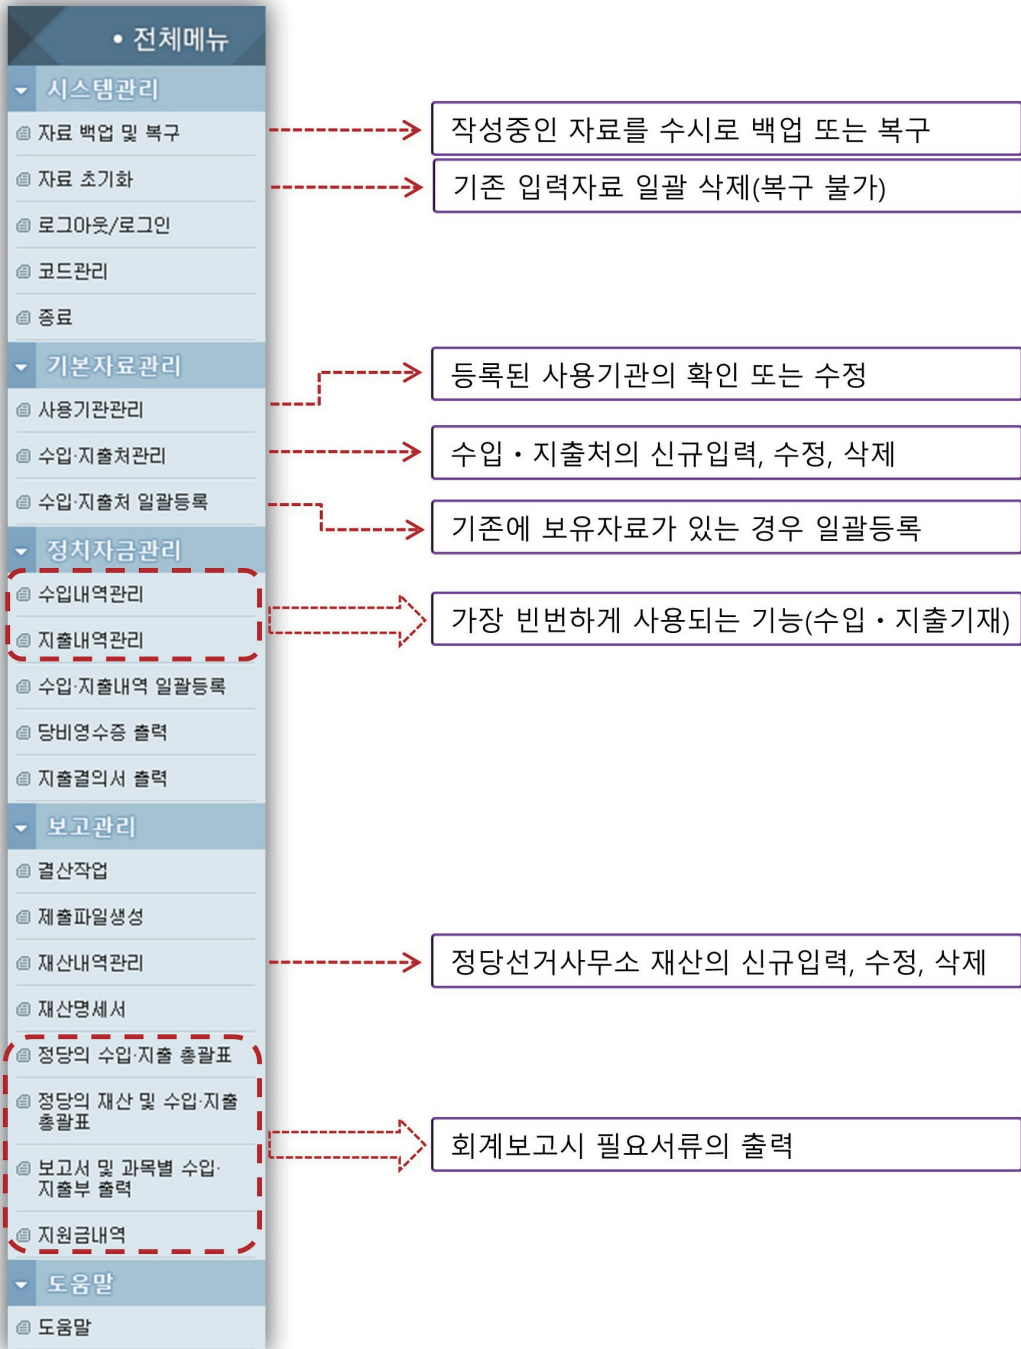 • 전체메뉴
시스템관리
자료 백업 및 복구
작성중인 자료를 수시로 백업 또는 복구
자료 초기화
기존 입력자료 일괄 삭제(복구 불가)
로그아웃/로그인
코드관리
종료
기본자료관리
등록된 사용기관의 확인 또는 수정
사용기관관리
수입·지출처관리
수입・지출처의 신규입력, 수정, 삭제
수입·지출처 일괄등록
기존에 보유자료가 있는 경우 일괄등록
정치자금관리
수입내역관리
지출내역관리
가장 빈번하게 사용되는 기능(수입・지출기재)
수입·지출내역 일괄등록
당비영수증 출력
지출결의서 출력
보고관리
결산작업
제출파일생성
재산내역관리
정당선거사무소 재산의 신규입력, 수정, 삭제
재산명세서
정당의 수입·지출 총괄표
정당의 재산 및 수입·지출
총괄표
보고서 및 과목별 수입·
지출부 출력
회계보고시 필요서류의 출력
지원금내역
도움말
도움말